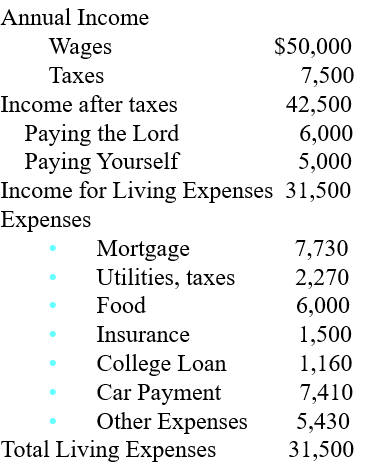 Annual Income
Wages $50,000
Taxes 7,500
Income after taxes 42,500
Paying the Lord 6,000
Paying Yourself 5,000
Income for Living Expenses 31,500
Expenses
• Mortgage 7,730
• Utilities, taxes 2,270
• Food 6,000
• Insurance 1,500
• College Loan 1,160
• Car Payment 7,410
• Other Expenses 5,430
Total Living Expenses 31,500